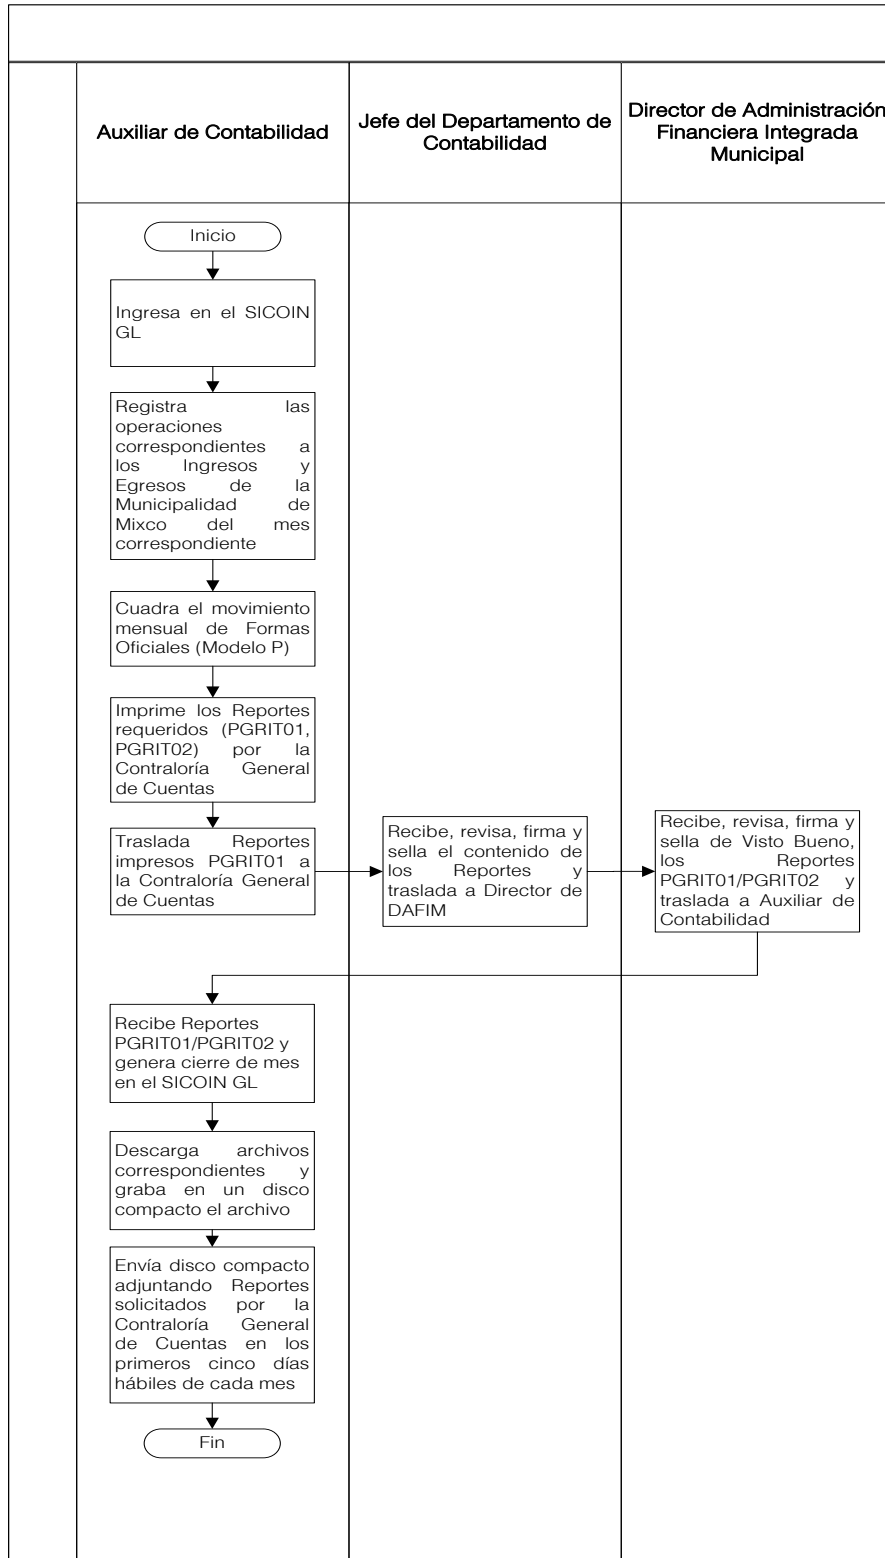 Auxiliar de Contabilidad
Jefe del Departamento de
Contabilidad
Director de Administración
Financiera Integrada
Municipal
Inicio
Ingresa en el SICOIN
GL
Registra las
operaciones
correspondientes a
los Ingresos y
Egresos de la
Municipalidad de
Mixco del mes
correspondiente
Cuadra el movimiento
mensual de Formas
Oficiales (Modelo P)
Imprime los Reportes
requeridos (PGRIT01,
PGRIT02) por la
Contraloría General
de Cuentas
Traslada Reportes
impresos PGRIT01 a
la Contraloría General
de Cuentas
Recibe, revisa, firma y
sella el contenido de
los Reportes y
traslada a Director de
DAFIM
Recibe, revisa, firma y
sella de Visto Bueno,
los Reportes
PGRIT01/PGRIT02 y
traslada a Auxiliar de
Contabilidad
Recibe Reportes
PGRIT01/PGRIT02 y
genera cierre de mes
en el SICOIN GL
Descarga archivos
correspondientes y
graba en un disco
compacto el archivo
Envía disco compacto
adjuntando Reportes
solicitados por la
Contraloría General
de Cuentas en los
primeros cinco días
hábiles de cada mes
Fin